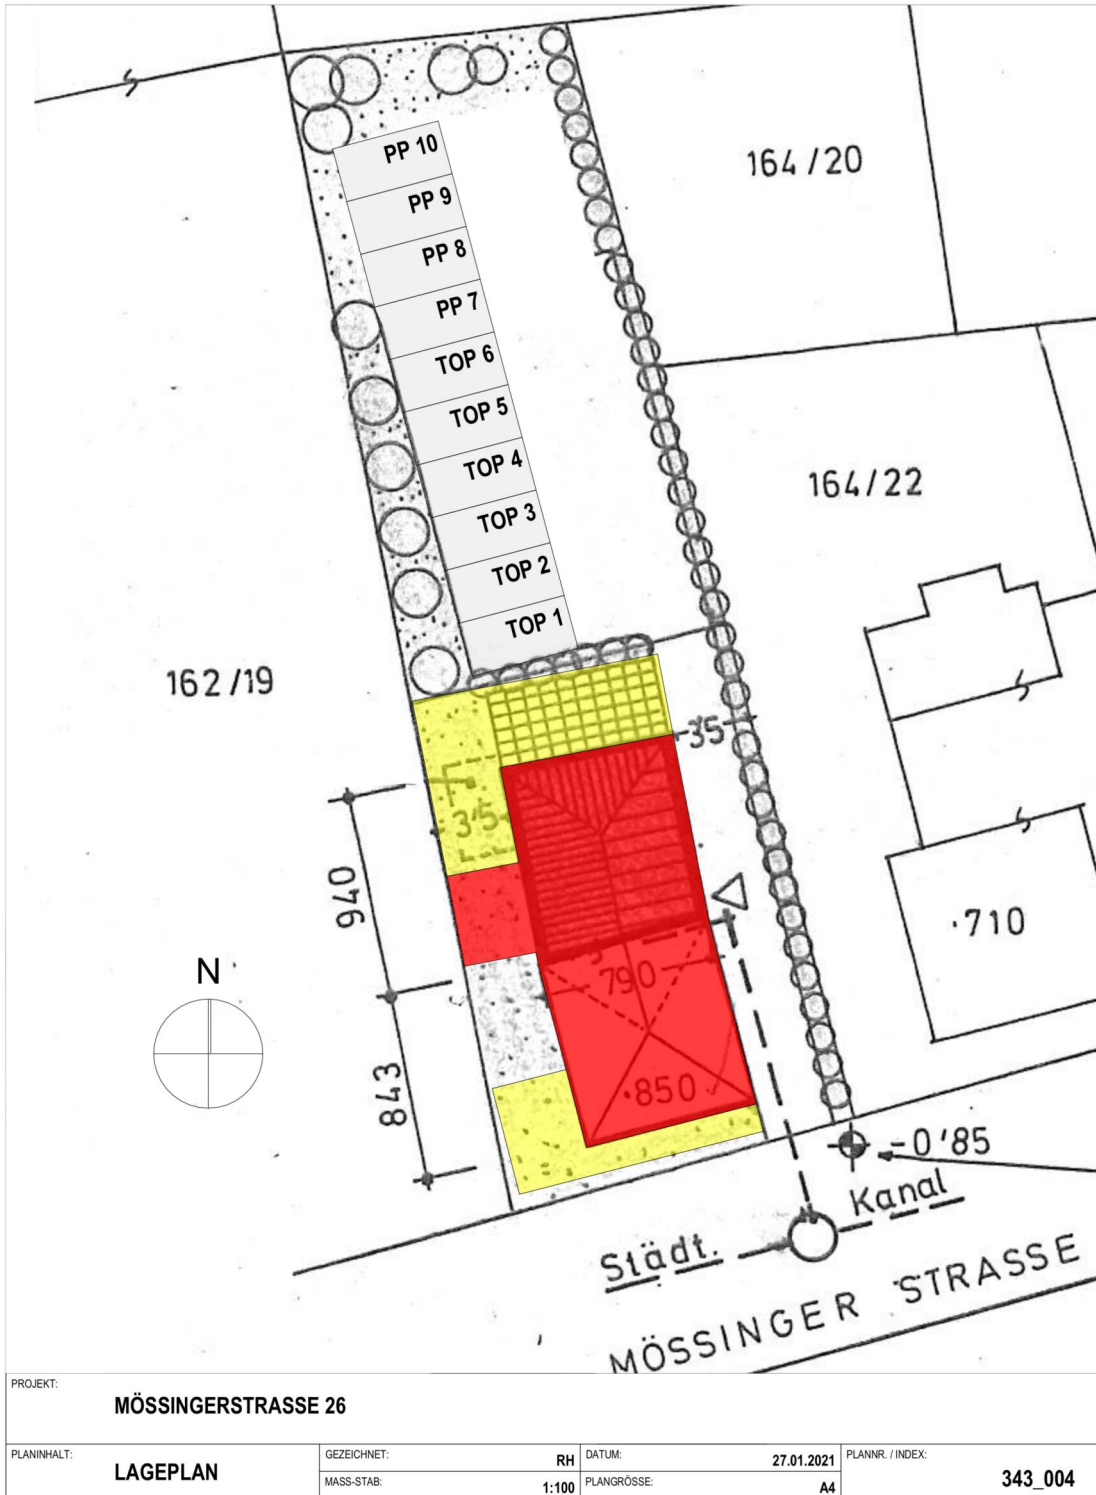 PP 10
164/20
PP 9
PP 8
PP 7
TOP 6
TOP 5
TOP 4
164/22
TOP 3
TOP 2
TOP 1
162/19
35
3'5
940
·710
N
790
843
·850
-0'85
Kanal
Städt.
MÖSSINGER STRASSE
PROJEKT:
MÖSSINGERSTRASSE 26
PLANINHALT:
LAGEPLAN
GEZEICHNET: RH
MASS-STAB: 1:100
DATUM: 27.01.2021
PLANGRÖSSE: A4
PLANNR. / INDEX:
343_004